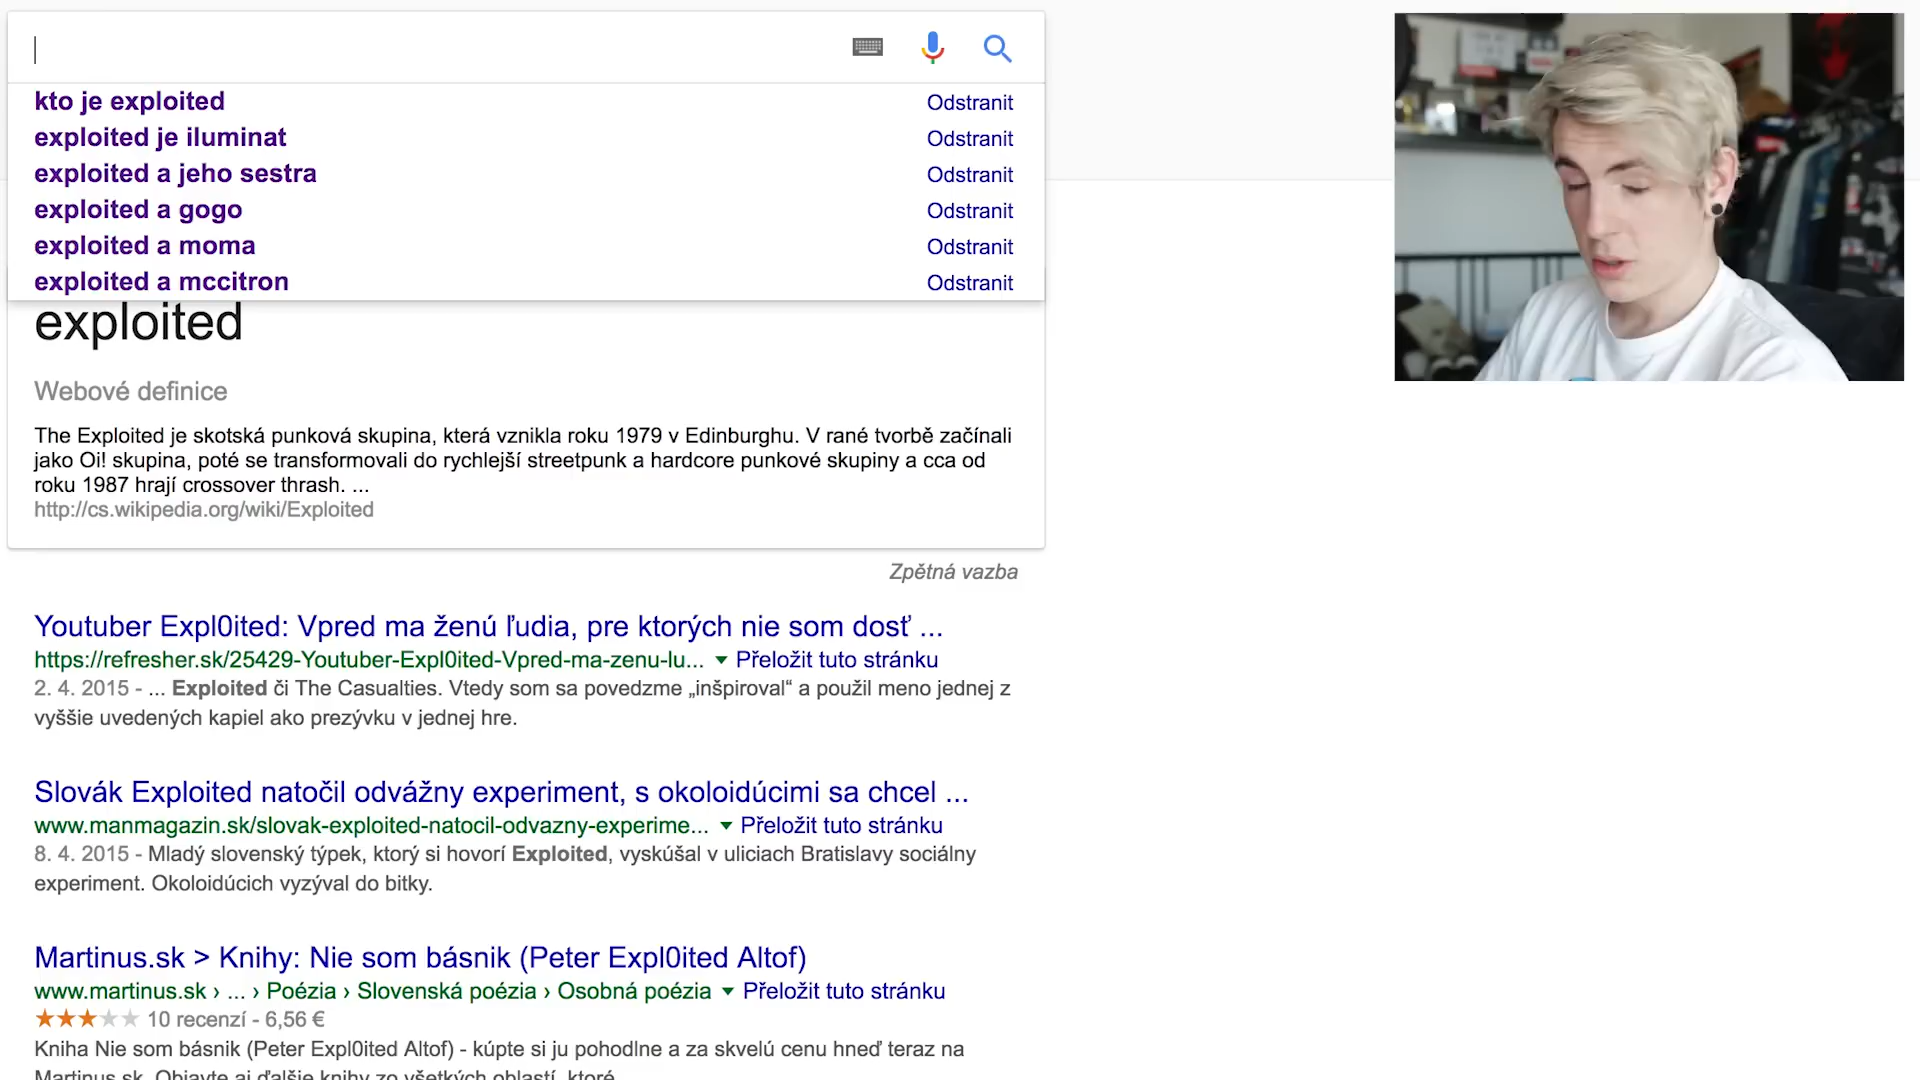 kto je exploited Odstranit
exploited je iluminat Odstranit
exploited a jeho sestra Odstranit
exploited a gogo Odstranit
exploited a moma Odstranit
exploited a mccitron Odstranit
exploited
Webové definice
The Exploited je skotská punková skupina, která vznikla roku 1979 v Edinburghu. V rané tvorbě začínali
jako Oi! skupina, poté se transformovali do rychlejší streetpunk a hardcore punkové skupiny a cca od
roku 1987 hrají crossover thrash. ...
http://cs.wikipedia.org/wiki/Exploited
Zpětná vazba
Youtuber Expl0ited: Vpred ma ženú ľudia, pre ktorých nie som dosť ...
https://refresher.sk/25429-Youtuber-Expl0ited-Vpred-ma-zenu-lu... Přeložit tuto stránku
2. 4. 2015 - ... Exploited či The Casualties. Vtedy som sa povedzme „inšpiroval“ a použil meno jednej z
vyššie uvedených kapiel ako prezývku v jednej hre.
Slovák Exploited natočil odvážny experiment, s okoloidúcimi sa chcel ...
www.manmagazin.sk/slovak-exploited-natocil-odvazny-experime... Přeložit tuto stránku
8. 4. 2015 - Mladý slovenský týpek, ktorý si hovorí Exploited, vyskúšal v uliciach Bratislavy sociálny
experiment. Okoloidúcich vyzýval do bitky.
Martinus.sk > Knihy: Nie som básnik (Peter Expl0ited Altof)
www.martinus.sk › ... › Poézia › Slovenská poézia › Osobná poézia Přeložit tuto stránku
10 recenzí - 6,56 €
Kniha Nie som básnik (Peter Expl0ited Altof) - kúpte si ju pohodlne a za skvelú cenu hneď teraz na
Martinus.sk. Objavte aj ďalšie knihy zo všetkých oblastí, ktoré